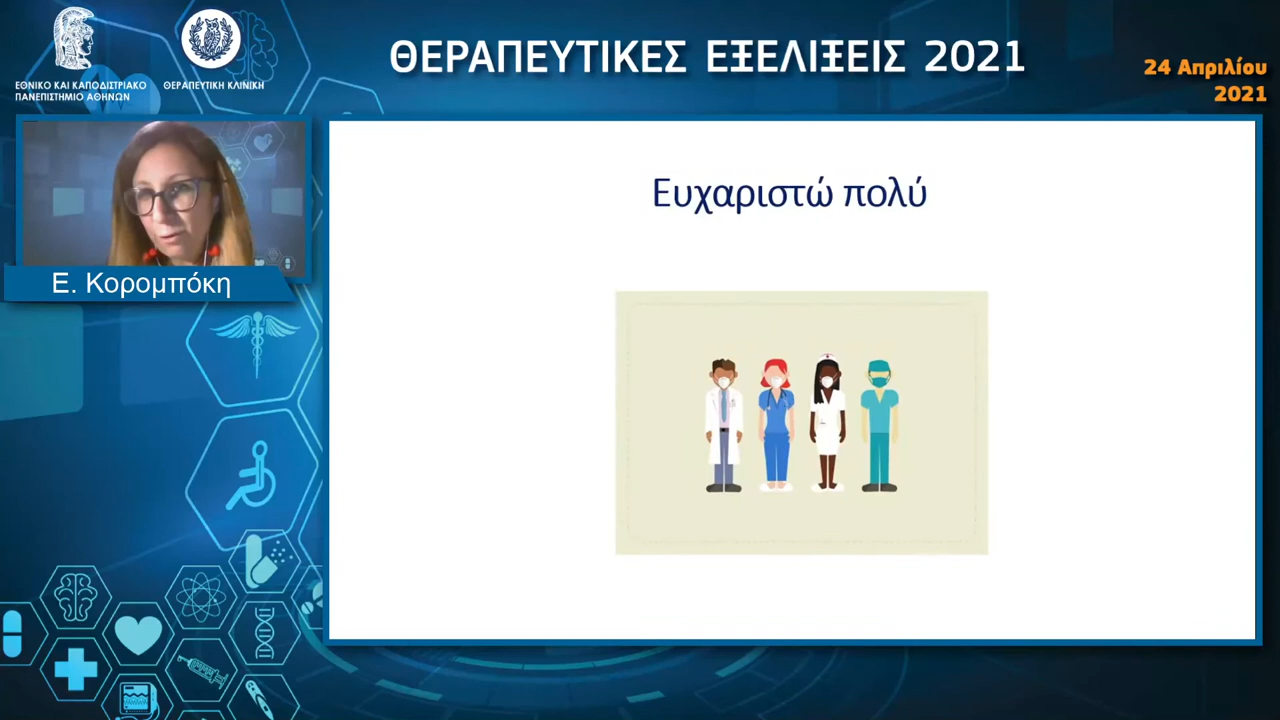 ΕΘΝΙΚΟ ΚΑΙ ΚΑΠΟΔΙΣΤΡΙΑΚΟ
ΠΑΝΕΠΙΣΤΗΜΙΟ ΑΘΗΝΩΝ
ΘΕΡΑΠΕΥΤΙΚΗ ΚΛΙΝΙΚΗ
ΘΕΡΑΠΕΥΤΙΚΕΣ ΕΞΕΛΙΞΕΙΣ 2021
24 Απριλίου
2021
Ε. Κορομπόκη
Ευχαριστώ πολύ